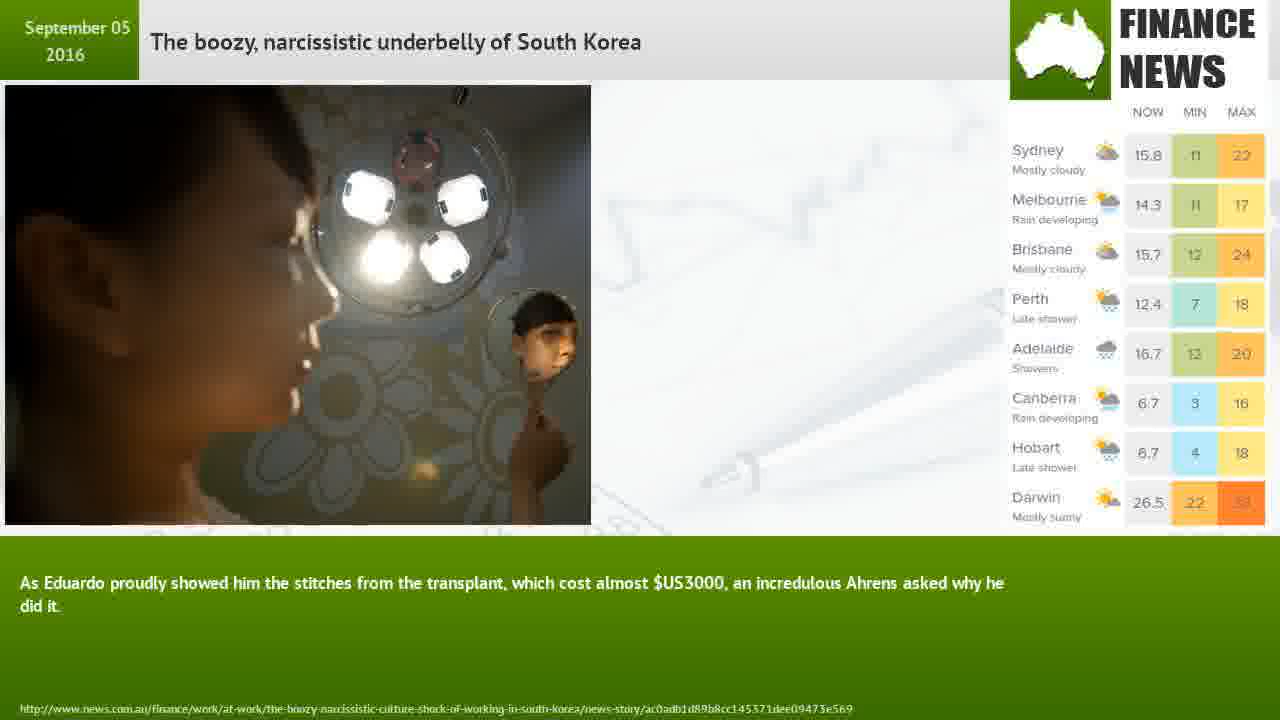 September 05
2016
The boozy, narcissistic underbelly of South Korea
FINANCE
NEWS
NOW MIN MAX
Sydney 15.8 11 22
Mostly cloudy
Melbourne 14.3 11 17
Rain developing
Brisbane 15.7 12 24
Mostly cloudy
Perth 12.4 7 18
Late shower
Adelaide 16.7 12 20
Showers
Canberra 6.7 3 16
Rain developing
Hobart 6.7 4 18
Late shower
Darwin 26.5 22
Mostly sunny
As Eduardo proudly showed him the stitches from the transplant, which cost almost $US3000, an incredulous Ahrens asked why he
did it.
http://www.news.com.au/finance/work/at-work/the-boozy-narcissistic-culture-shock-of-working-in-south-korea/news-story/ac0adb1d89b8cc145371dee09473e569